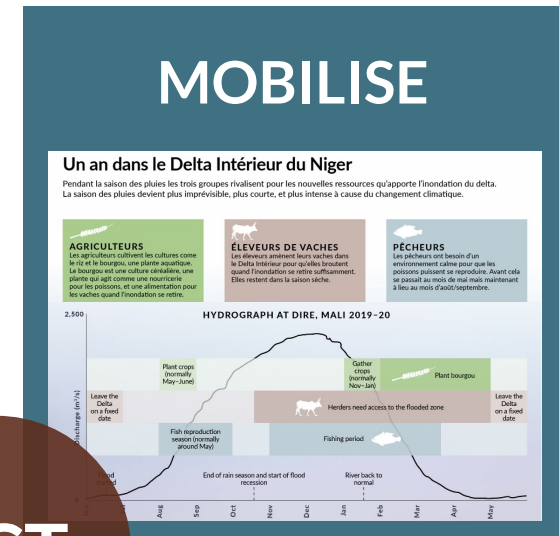 MOBILISE
Un an dans le Delta Intérieur du Niger
Pendant la saison des pluies les trois groupes rivalisent pour les nouvelles ressources qu'apporte l'inondation du delta.
La saison des pluies devient plus imprévisible, plus courte, et plus intense à cause du changement climatique.
AGRICULTEURS
Les agriculteurs cultivent les cultures come
le riz et le bourgou, une plante aquatique.
Le bourgou est une culture céréalière, une
plante qui agit comme une nourricerie
pour les poissons, et une alimentation pour
les vaches quand l'inondation se retire.
ÉLEVEURS DE VACHES
Les éleveurs amènent leurs vaches dans
le Delta Intérieur pour qu'elles broutent
quand l'inondation se retire suffisamment.
Elles restent dans la saison sèche.
PÊCHEURS
Les pêcheurs ont besoin d'un
environnement calme pour que les
poissons puissent se reproduire. Avant cela
se passait au mois de mai mais maintenant
à lieu au mois d'août/septembre.
2,500
HYDROGRAPH AT DIRE, MALI 2019–20
Discharge (m³/s)
Plant crops
(normally
May–June)
Gather
crops
(normally
Nov–Jan)
Plant bourgou
Leave the
Delta
on a fixed
date
Herders need access to the flooded zone
Leave the
Delta
on a fixed
date
Fish reproduction
season (normally
around May)
Fishing period
End of rain season and start of flood
recession
River back to
normal
0
Aug
Sep
Oct
Nov
Dec
Jan
Feb
Mar
Apr
May